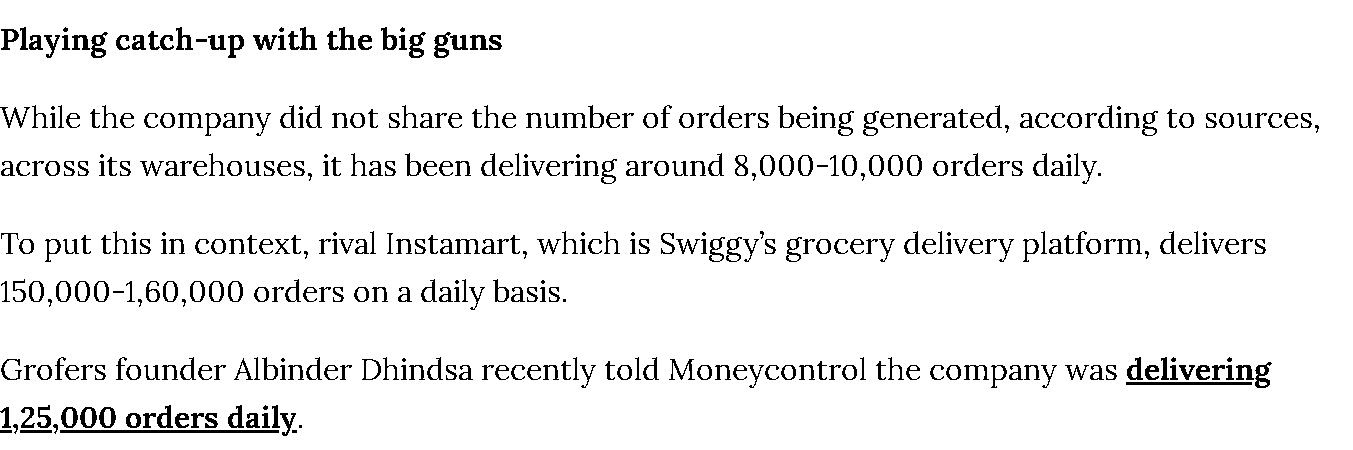 Playing catch-up with the big guns
While the company did not share the number of orders being generated, according to sources,
across its warehouses, it has been delivering around 8,000-10,000 orders daily.
To put this in context, rival Instamart, which is Swiggy’s grocery delivery platform, delivers
150,000-1,60,000 orders on a daily basis.
Grofers founder Albinder Dhindsa recently told Moneycontrol the company was delivering
1,25,000 orders daily.